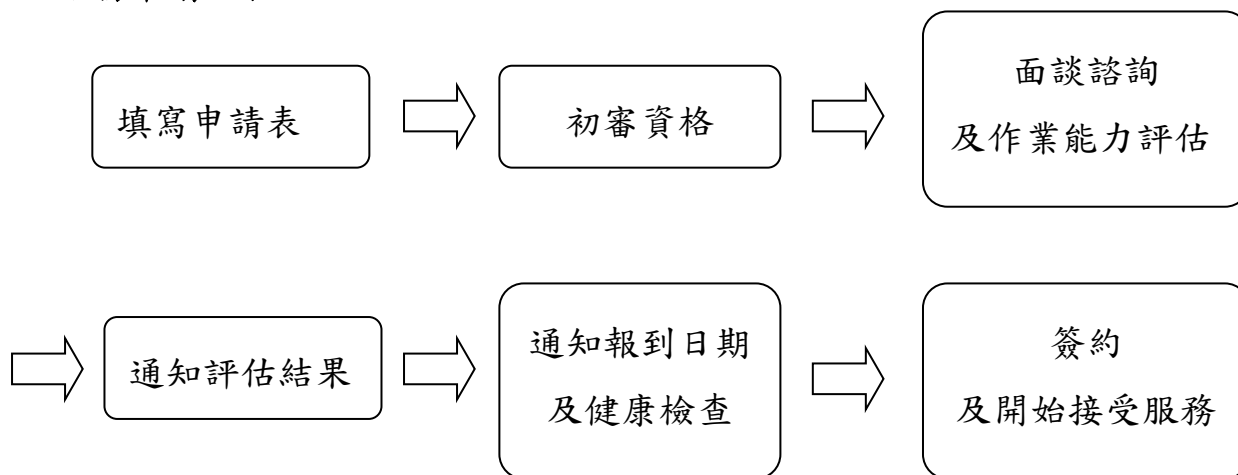 填寫申請表
初審資格
面談諮詢
及作業能力評估
通知評估結果
通知報到日期
及健康檢查
簽約
及開始接受服務